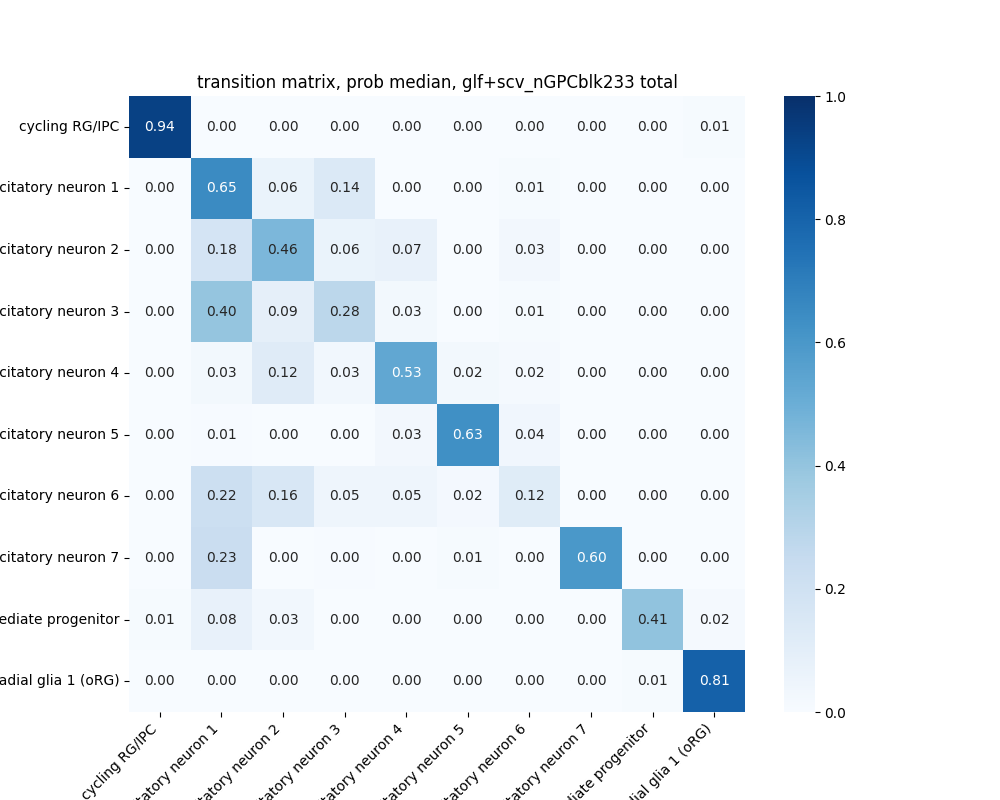 transition matrix, prob median, glf+scv_nGPCblk233 total
cycling RG/IPC 0.94 0.00 0.00 0.00 0.00 0.00 0.00 0.00 0.00 0.01
citatory neuron 1 0.00 0.65 0.06 0.14 0.00 0.00 0.01 0.00 0.00 0.00
citatory neuron 2 0.00 0.18 0.46 0.06 0.07 0.00 0.03 0.00 0.00 0.00
citatory neuron 3 0.00 0.40 0.09 0.28 0.03 0.00 0.01 0.00 0.00 0.00
citatory neuron 4 0.00 0.03 0.12 0.03 0.53 0.02 0.02 0.00 0.00 0.00
citatory neuron 5 0.00 0.01 0.00 0.00 0.03 0.63 0.04 0.00 0.00 0.00
citatory neuron 6 0.00 0.22 0.16 0.05 0.05 0.02 0.12 0.00 0.00 0.00
citatory neuron 7 0.00 0.23 0.00 0.00 0.00 0.01 0.00 0.60 0.00 0.00
ediate progenitor 0.01 0.08 0.03 0.00 0.00 0.00 0.00 0.00 0.41 0.02
adial glia 1 (oRG) 0.00 0.00 0.00 0.00 0.00 0.00 0.00 0.00 0.01 0.81
cycling RG/IPC
tatory neuron 1
itatory neuron 2
itatory neuron 3
tatory neuron 4
tatory neuron 5
itatory neuron 6
tatory neuron 7
diate progenitor
dial glia 1 (oRG)
1.0
0.8
0.6
0.4
0.2
0.0